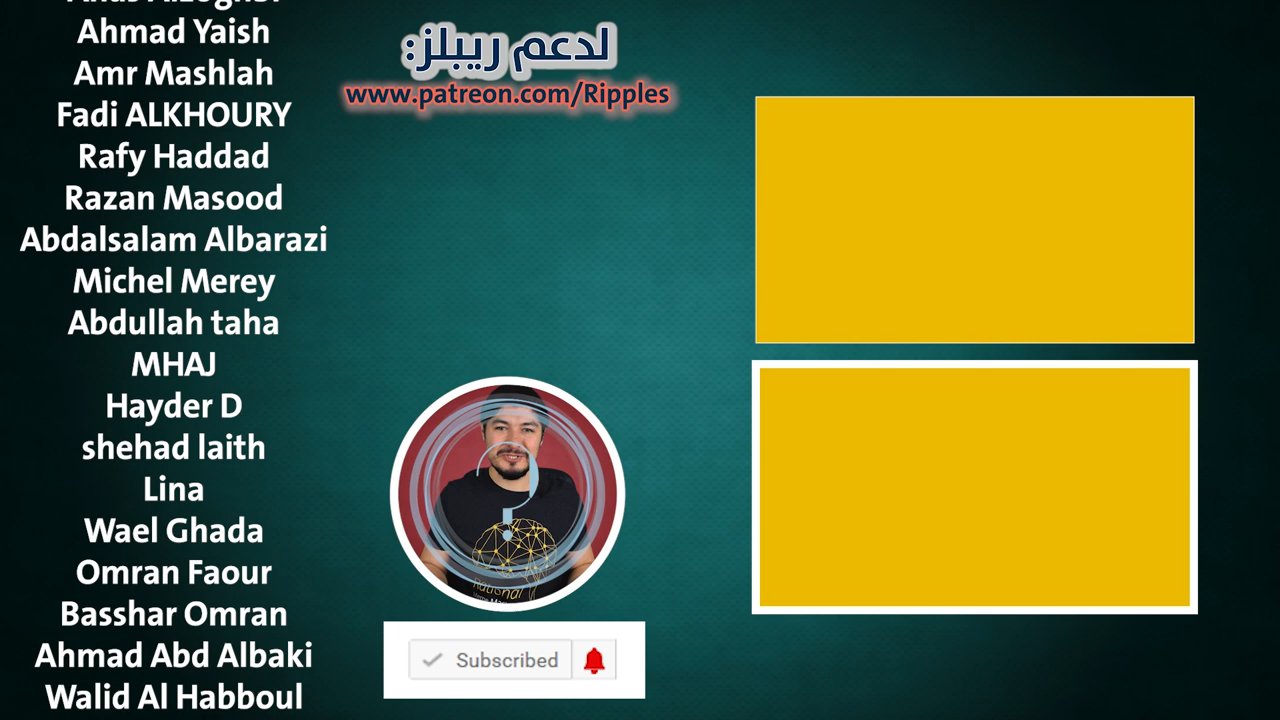 Ahmad Yaish
Amr Mashlah
Fadi ALKHOURY
Rafy Haddad
Razan Masood
Abdalsalam Albarazi
Michel Merey
Abdullah taha
MHAJ
Hayder D
shehad laith
Lina
Wael Ghada
Omran Faour
Basshar Omran
Ahmad Abd Albaki
Walid Al Habboul
لدعم ريبلز:
www.patreon.com/Ripples
Rational
Subscribed